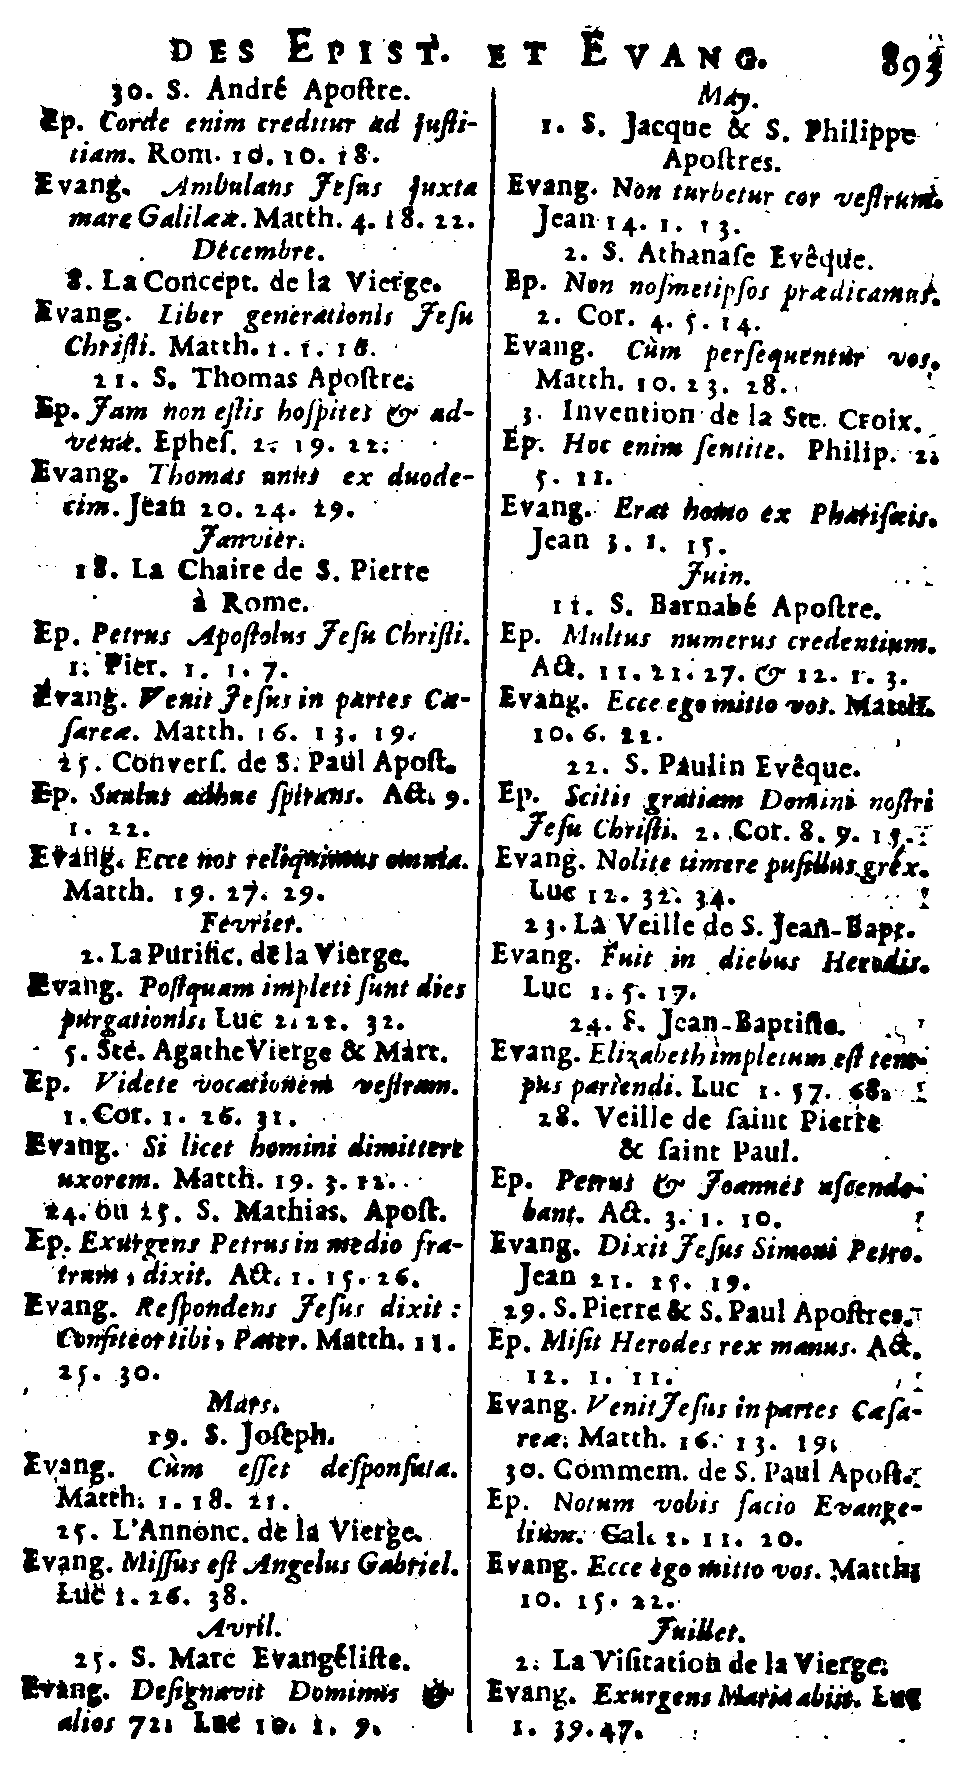 DES EPIST. ET EVANG. 893
30. S. André Apoſtre.
Ep. Corde enim creditur ad juſti-
tiam. Rom. 10. 10. 18.
Evang. Ambulans Jeſus juxta
mare Galilææ. Matth. 4. 18. 22.
Décembre.
8. La Concept. de la Vierge.
Evang. Liber generationis Jeſu
Chriſti. Matth. 1. 1. 16.
21. S. Thomas Apoſtre.
Ep. Jam non eſtis hoſpites & ad-
venæ. Epheſ. 2. 19. 22.
Evang. Thomas unus ex duode-
cim. Jean 20. 24. 29.
Janvier.
18. La Chaire de S. Pierre
à Rome.
Ep. Petrus Apoſtolus Jeſu Chriſti.
1. Pier. 1. 1. 7.
Evang. Venit Jeſus in partes Cæ-
ſareæ. Matth. 16. 13. 19.
25. Converſ. de S. Paul Apoſt.
Ep. Saulus adhuc ſpirans. Act. 9.
1. 22.
Evang. Ecce nos reliquimus omnia.
Matth. 19. 27. 29.
Février.
2. La Purific. de la Vierge.
Evang. Poſtquam impleti ſunt dies
purgationis. Luc 2. 22. 32.
5. Ste. Agathe Vierge & Mart.
Ep. Videte vocationem veſtram.
1. Cor. 1. 26. 31.
Evang. Si licet homini dimittere
uxorem. Matth. 19. 3. 12.
24. ou 25. S. Mathias. Apoſt.
Ep. Exurgens Petrus in medio fra-
trum, dixit. Act. 1. 15. 26.
Evang. Reſpondens Jeſus dixit:
Confiteor tibi, Pater. Matth. 11.
25. 30.
Mars.
19. S. Joſeph.
Evang. Cùm eſſet deſponſata.
Matth. 1. 18. 21.
25. L'Annonc. de la Vierge.
Evang. Miſſus eſt Angelus Gabriel.
Luc 1. 26. 38.
Avril.
25. S. Marc Evangéliſte.
Evang. Deſignavit Dominus &
alios 72. Luc 10. 1. 9.
May.
1. S. Jacque & S. Philippe
Apoſtres.
Evang. Non turbetur cor veſtrum.
Jean 14. 1. 13.
2. S. Athanaſe Evêque.
Ep. Non noſmetipſos prædicamus.
2. Cor. 4. 5. 14.
Evang. Cùm perſequentur vos.
Matth. 10. 23. 28.
3. Invention de la Ste. Croix.
Ep. Hoc enim ſentite. Philip. 2.
5. 11.
Evang. Erat homo ex Phariſæis.
Jean 3. 1. 15.
Juin.
11. S. Barnabé Apoſtre.
Ep. Multus numerus credentium.
Act. 11. 21. 27. & 12. 1. 3.
Evang. Ecce ego mitto vos. Matth.
10. 6. 22.
22. S. Paulin Evêque.
Ep. Scitis gratiam Domini noſtri
Jeſu Chriſti. 2. Cor. 8. 9. 15.
Evang. Nolite timere puſillus grex.
Luc 12. 32. 34.
23. La Veille de S. Jean-Bapt.
Evang. Fuit in diebus Herodis.
Luc 1. 5. 17.
24. S. Jean-Baptiſte.
Evang. Elizabeth impletum eſt tem-
pus pariendi. Luc 1. 57. 68.
28. Veille de ſaint Pierre
& ſaint Paul.
Ep. Petrus & Joannes aſcende-
bant. Act. 3. 1. 10.
Evang. Dixit Jeſus Simoni Petro.
Jean 21. 15. 19.
29. S. Pierre & S. Paul Apoſtres.
Ep. Miſit Herodes rex manus. Act.
12. 1. 11.
Evang. Venit Jeſus in partes Cæſa-
reæ. Matth. 16. 13. 19.
30. Commem. de S. Paul Apoſt.
Ep. Notum vobis facio Evange-
lium. Gal. 1. 11. 20.
Evang. Ecce ego mitto vos. Matth.
10. 15. 22.
Juillet.
2. La Viſitation de la Vierge.
Evang. Exurgens Maria abiit. Luc
1. 39. 47.